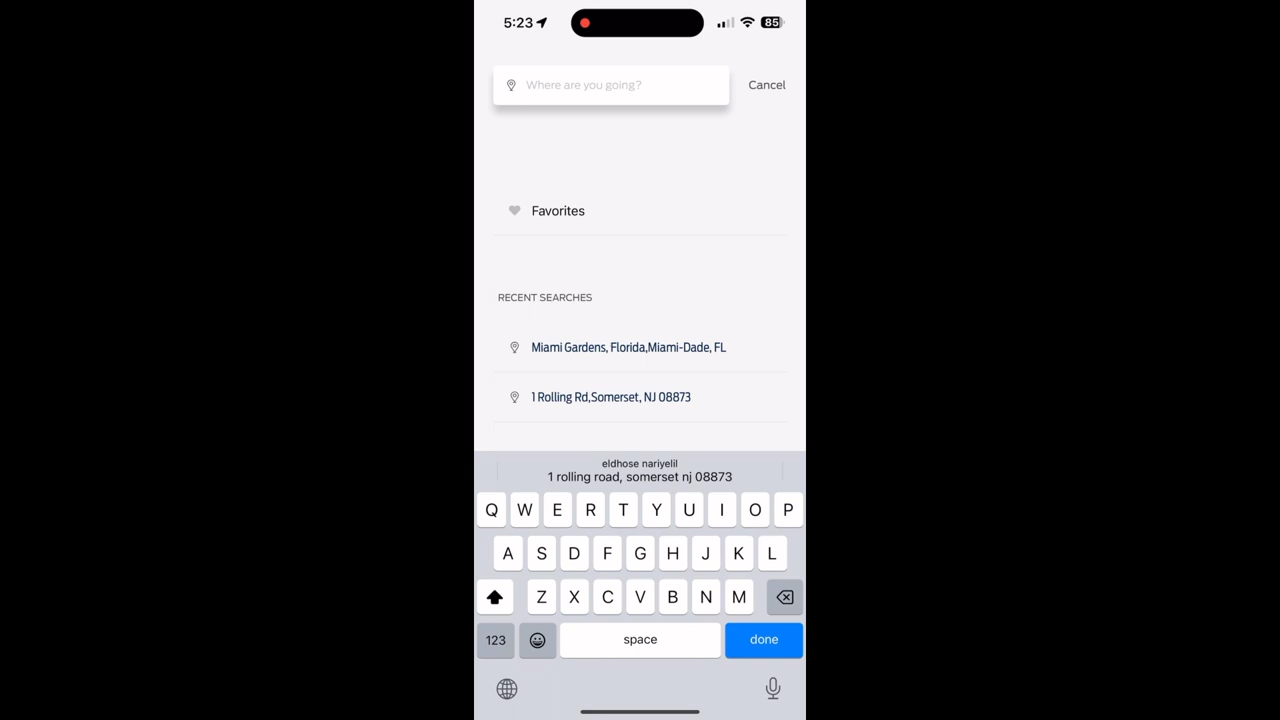 5:23
85
Where are you going?
Cancel
Favorites
RECENT SEARCHES
Miami Gardens, Florida,Miami-Dade, FL
1 Rolling Rd,Somerset, NJ 08873
eldhose nariyelil
1 rolling road, somerset nj 08873
Q W E R T Y U I O P
A S D F G H J K L
Z X C V B N M
123 space done